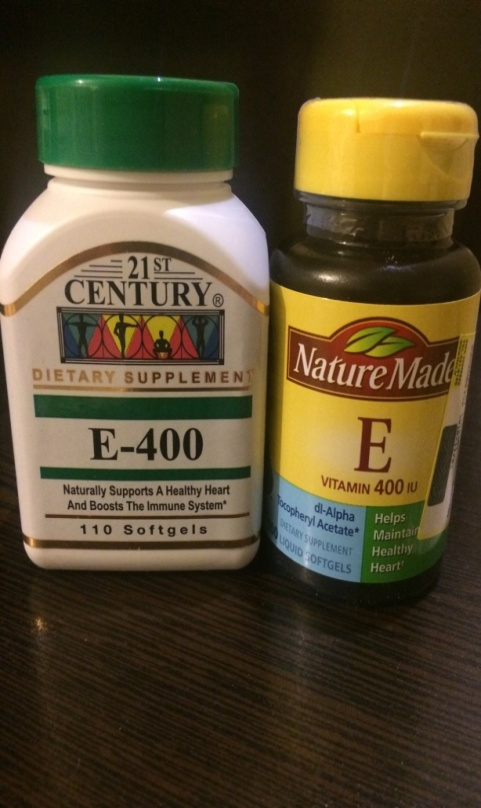 21ST
CENTURY®
DIETARY SUPPLEMENT
E-400
Naturally Supports A Healthy Heart
And Boosts The Immune System*
110 Softgels
Nature Made
E
VITAMIN 400 IU
dl-Alpha
Tocopheryl Acetate*
DIETARY SUPPLEMENT
LIQUID SOFTGELS
Helps
Maintain
Healthy
Heart†